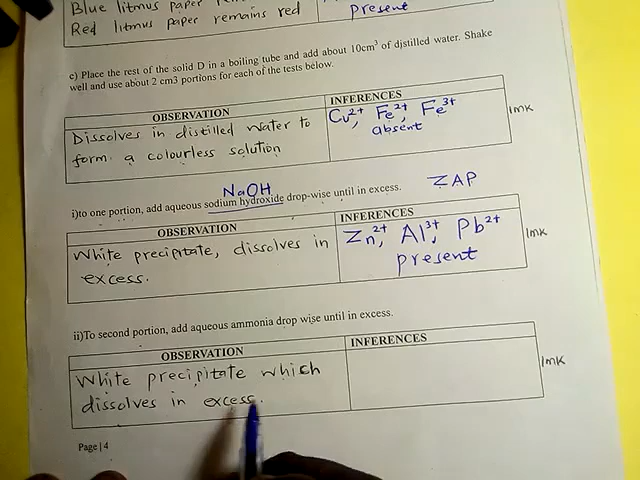 Blue litmus paper
Red litmus paper remains red
present
c) Place the rest of the solid D in a boiling tube and add about 10cm³ of distilled water. Shake
well and use about 2 cm3 portions for each of the tests below.
OBSERVATION
INFERENCES
Dissolves in distilled water to
form a colourless solution
Cu²⁺, Fe²⁺, Fe³⁺
absent
1MK
NaOH
ZAP
i)to one portion, add aqueous sodium hydroxide drop-wise until in excess.
OBSERVATION
INFERENCES
White precipitate, dissolves in
excess.
Zn²⁺, Al³⁺, Pb²⁺
present
1MK
ii)To second portion, add aqueous ammonia drop wise until in excess.
OBSERVATION
INFERENCES
White precipitate which
dissolves in excess.
1MK
Page | 4